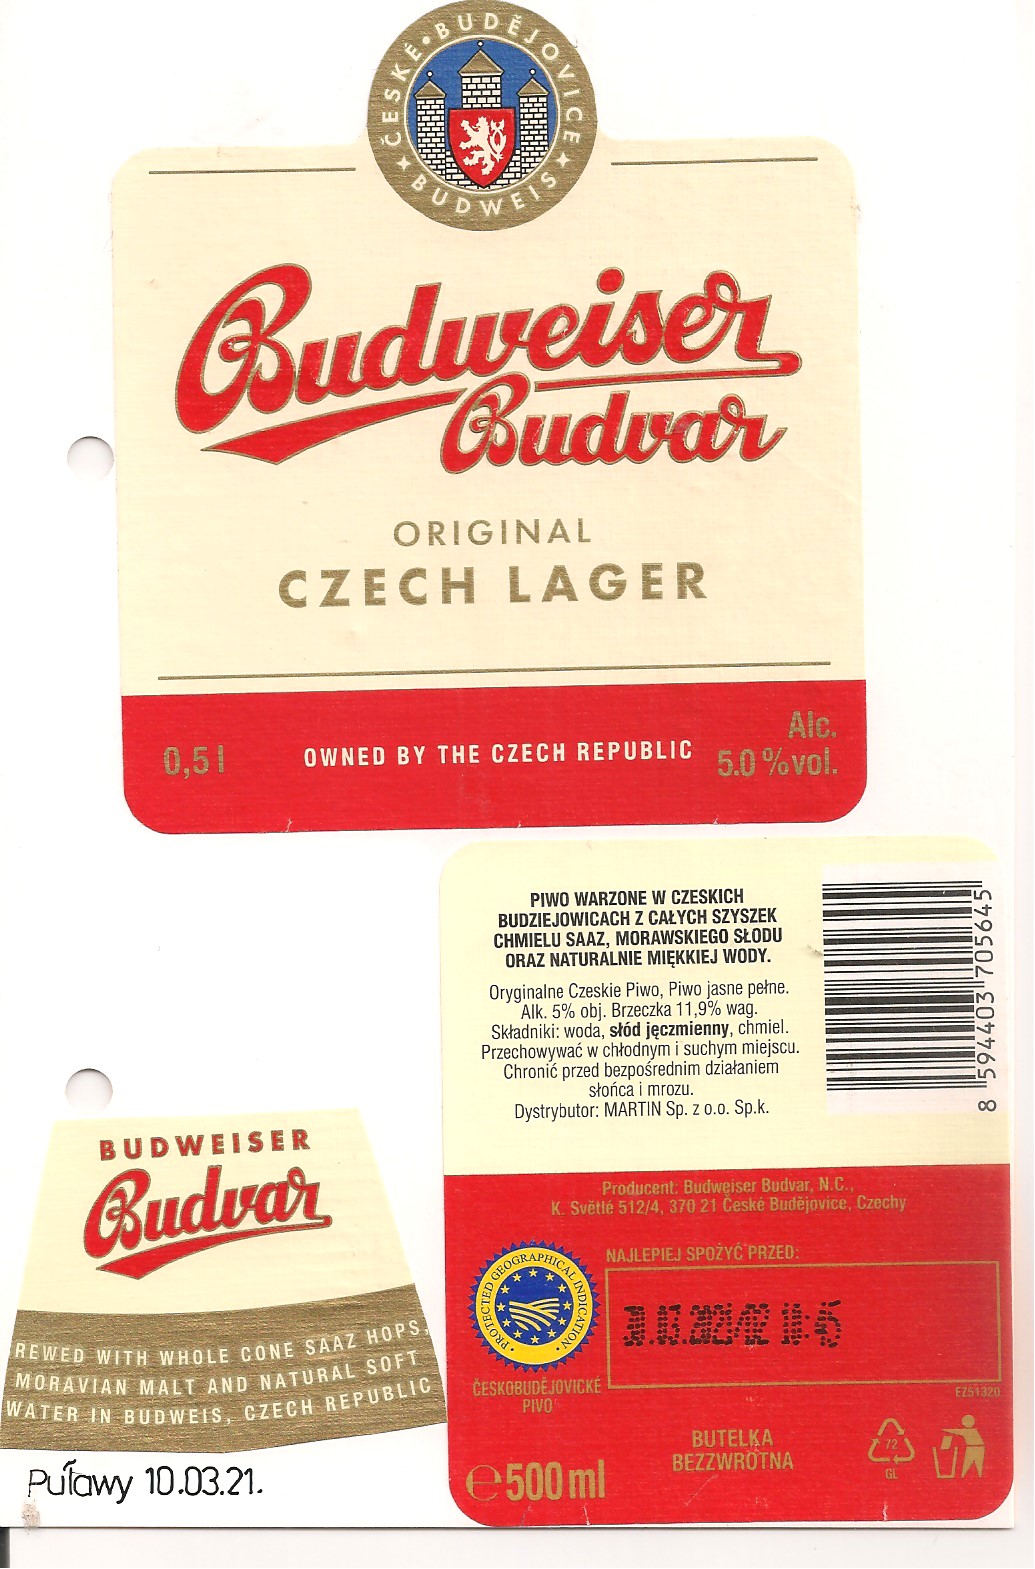 ČESKÉ • BUDĚJOVICE
BUDWEIS
Budweiser
Budvar
ORIGINAL
CZECH LAGER
0,5 l
OWNED BY THE CZECH REPUBLIC
Alc.
5.0 % vol.
PIWO WARZONE W CZESKICH
BUDZIEJOWICACH Z CAŁYCH SZYSZEK
CHMIELU SAAZ, MORAWSKIEGO SŁODU
ORAZ NATURALNIE MIĘKKIEJ WODY.
Oryginalne Czeskie Piwo, Piwo jasne pełne.
Alk. 5% obj. Brzeczka 11,9% wag.
Składniki: woda, słód jęczmienny, chmiel.
Przechowywać w chłodnym i suchym miejscu.
Chronić przed bezpośrednim działaniem
słońca i mrozu.
Dystrybutor: MARTIN Sp. z o.o. Sp.k.
8 594403 705645
Producent: Budweiser Budvar, N.C.,
K. Světlé 512/4, 370 21 České Budějovice, Czechy
NAJLEPIEJ SPOŻYĆ PRZED:
• PROTECTED GEOGRAPHICAL INDICATION •
ČESKOBUDĚJOVICKÉ
PIVO
EZ51320
BUTELKA
BEZZWROTNA
72
GL
e 500 ml
BUDWEISER
Budvar
REWED WITH WHOLE CONE SAAZ HOPS,
MORAVIAN MALT AND NATURAL SOFT
WATER IN BUDWEIS, CZECH REPUBLIC
Puławy 10.03.21.